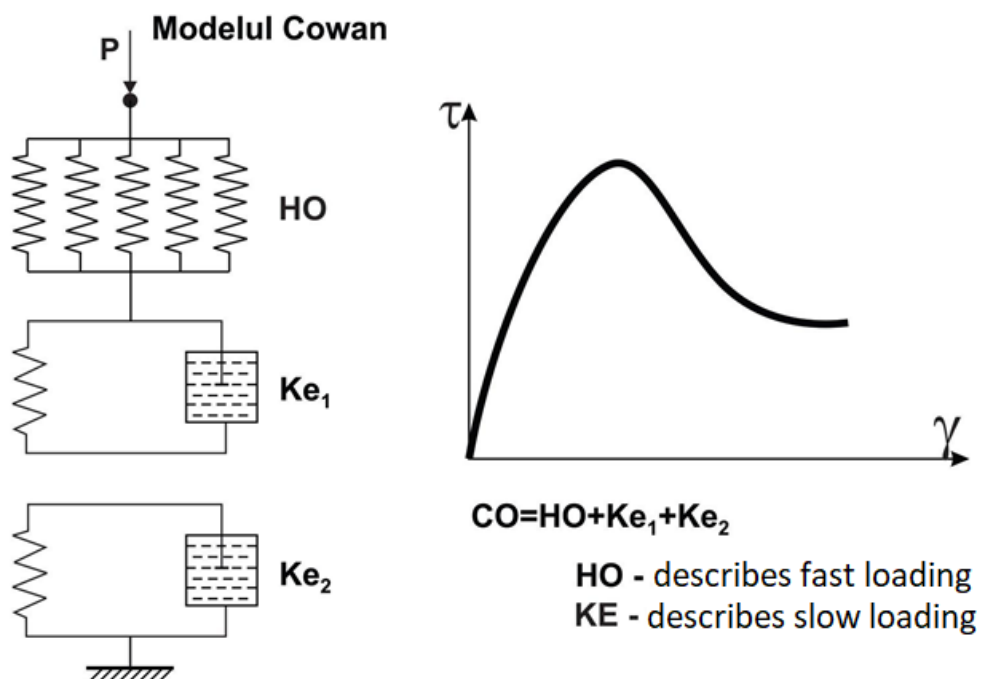 Modelul Cowan
P
HO
Ke₁
Ke₂
τ
γ
CO=HO+Ke₁+Ke₂
HO - describes fast loading
KE - describes slow loading